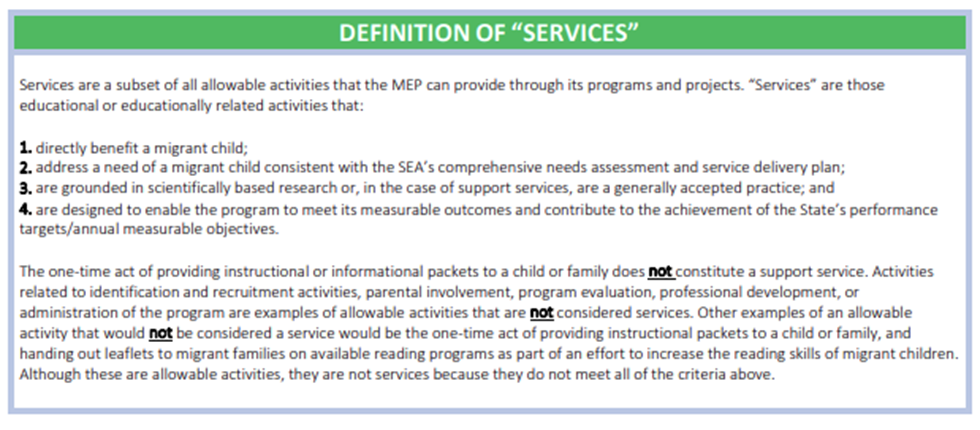 DEFINITION OF “SERVICES”
Services are a subset of all allowable activities that the MEP can provide through its programs and projects. “Services” are those
educational or educationally related activities that:
1. directly benefit a migrant child;
2. address a need of a migrant child consistent with the SEA’s comprehensive needs assessment and service delivery plan;
3. are grounded in scientifically based research or, in the case of support services, are a generally accepted practice; and
4. are designed to enable the program to meet its measurable outcomes and contribute to the achievement of the State’s performance
targets/annual measurable objectives.
The one-time act of providing instructional or informational packets to a child or family does not constitute a support service. Activities
related to identification and recruitment activities, parental involvement, program evaluation, professional development, or
administration of the program are examples of allowable activities that are not considered services. Other examples of an allowable
activity that would not be considered a service would be the one-time act of providing instructional packets to a child or family, and
handing out leaflets to migrant families on available reading programs as part of an effort to increase the reading skills of migrant children.
Although these are allowable activities, they are not services because they do not meet all of the criteria above.